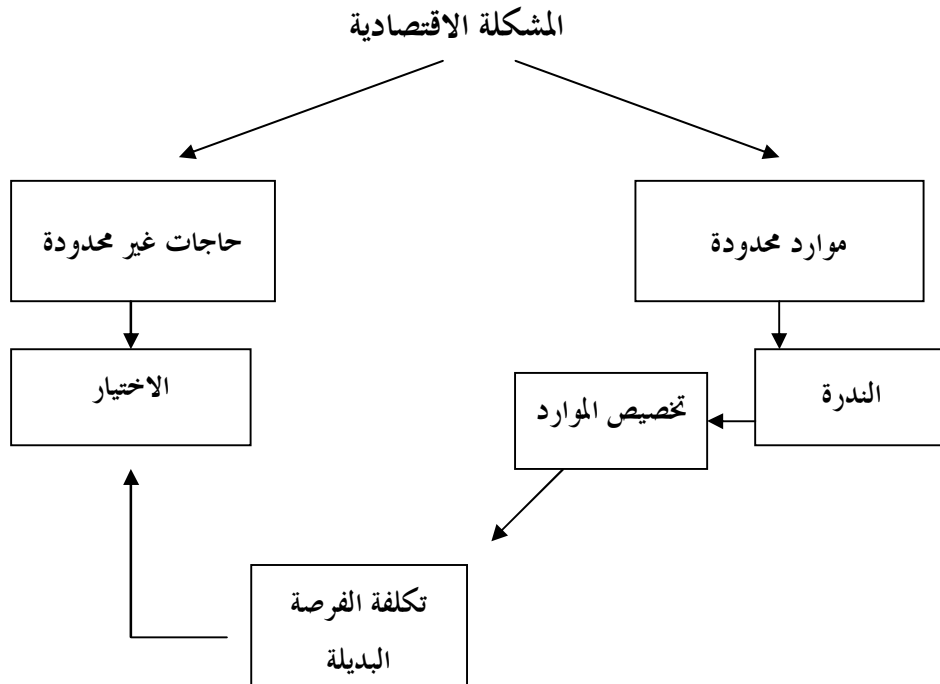 المشكلة الاقتصادية
موارد محدودة
حاجات غير محدودة
الندرة
تخصيص الموارد
الاختيار
تكلفة الفرصة
البديلة